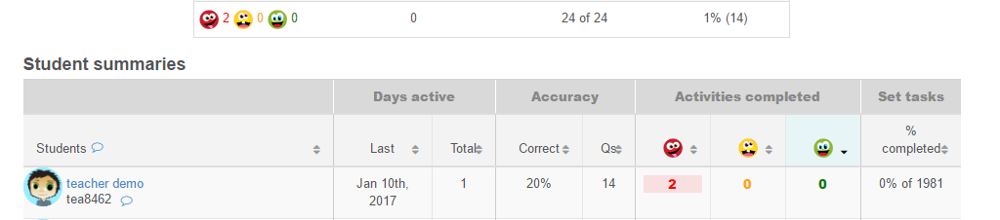 2 0 0 0 24 of 24 1% (14)
Student summaries
Days active Accuracy Activities completed Set tasks
Students Last Total Correct Qs % completed
teacher demo Jan 10th, 1 20% 14 2 0 0 0% of 1981
tea8462 2017